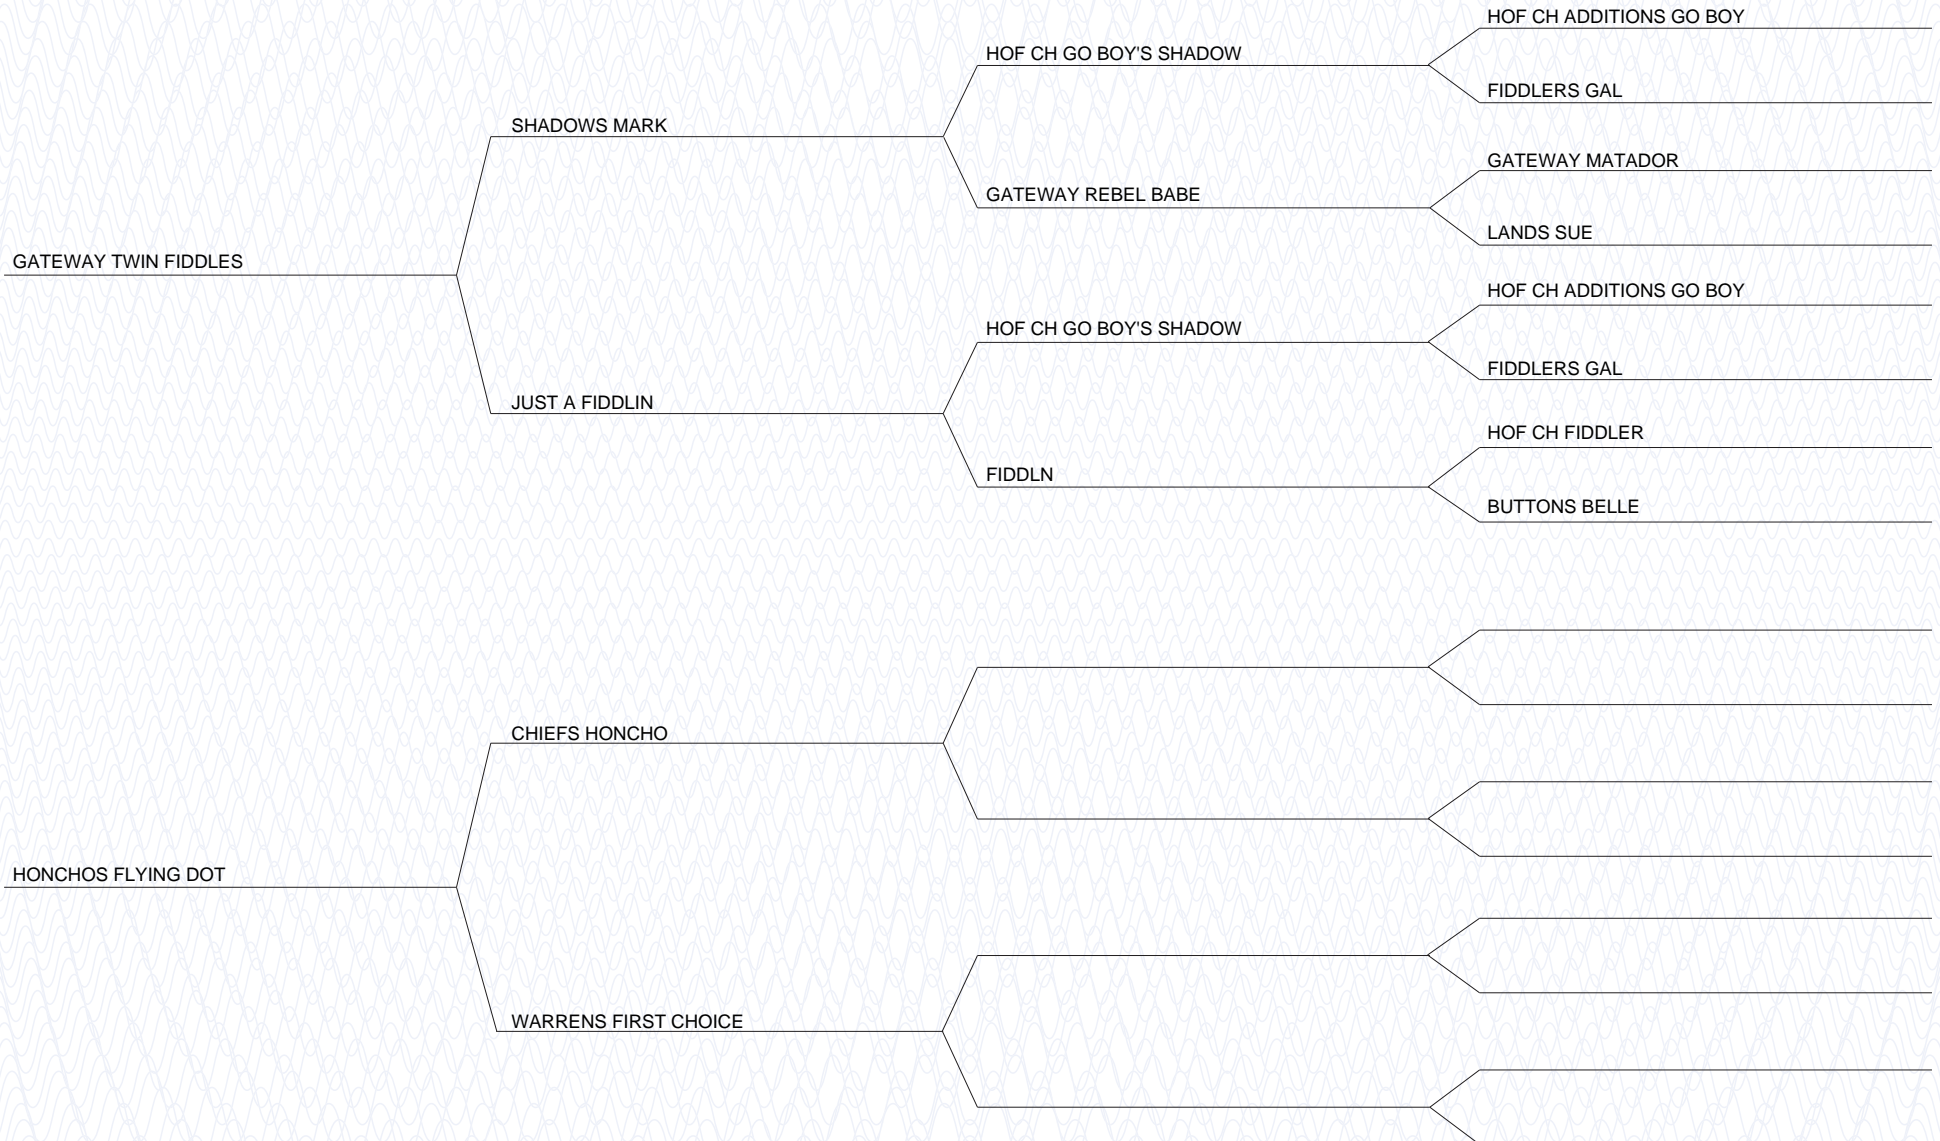 HOF CH ADDITIONS GO BOY
HOF CH GO BOY'S SHADOW
FIDDLERS GAL
SHADOWS MARK
GATEWAY MATADOR
GATEWAY REBEL BABE
LANDS SUE
GATEWAY TWIN FIDDLES
HOF CH ADDITIONS GO BOY
HOF CH GO BOY'S SHADOW
FIDDLERS GAL
JUST A FIDDLIN
HOF CH FIDDLER
FIDDLN
BUTTONS BELLE
CHIEFS HONCHO
HONCHOS FLYING DOT
WARRENS FIRST CHOICE